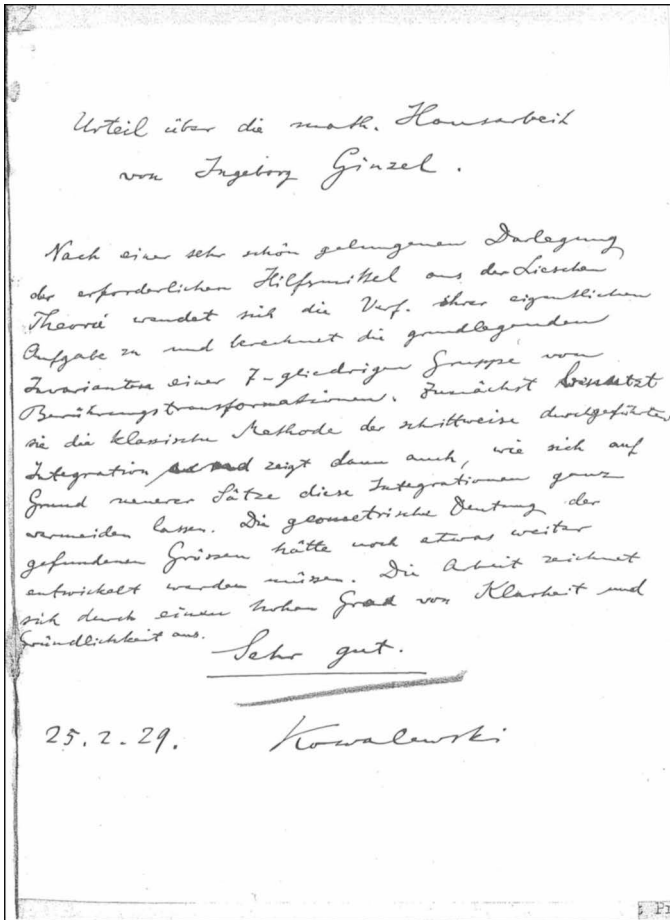 Urteil über die math. Hausarbeit
von Ingeborg Ginzel.
Nach einer sehr schön gelungenen Darlegung
der erforderlichen Hilfsmittel aus der Lieschen
Theorie wendet sich die Verf. ihrer eigentlichen
Aufgabe zu und berechnet die grundlegenden
Invarianten einer 7-gliedrigen Gruppe von
Berührungstransformationen. Zunächst benutzt
sie die klassische Methode der schrittweise durchgeführten
Integration und zeigt dann auch, wie sich auf
Grund neuerer Sätze diese Integrationen ganz
vermeiden lassen. Die geometrische Deutung der
gefundenen Grössen hätte noch etwas weiter
entwickelt werden müssen. Die Arbeit zeichnet
sich durch einen hohen Grad von Klarheit und
Gründlichkeit aus.
Sehr gut.
25.2.29. Kowalewski